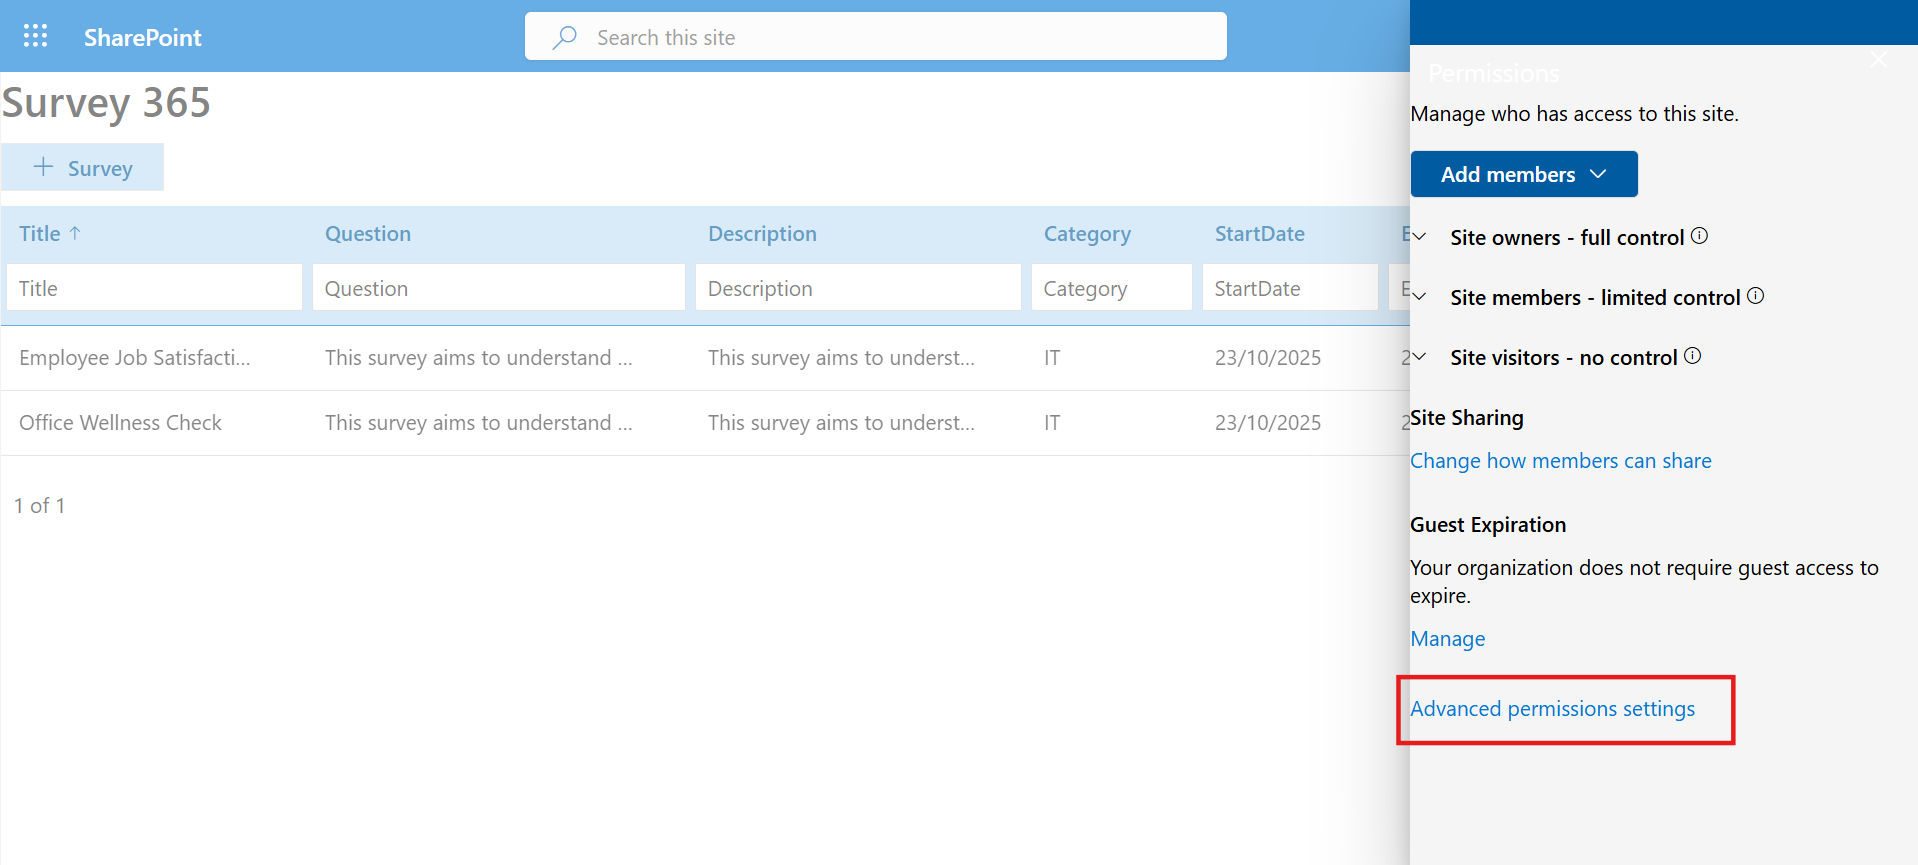 SharePoint
Search this site
Survey 365
Survey
Title ↑ Question Description Category StartDate E
Title Question Description Category StartDate E
Employee Job Satisfacti... This survey aims to understand ... This survey aims to underst... IT 23/10/2025 2
Office Wellness Check This survey aims to understand ... This survey aims to underst... IT 23/10/2025 2
1 of 1
Permissions
Manage who has access to this site.
Add members
Site owners - full control
Site members - limited control
Site visitors - no control
Site Sharing
Change how members can share
Guest Expiration
Your organization does not require guest access to
expire.
Manage
Advanced permissions settings